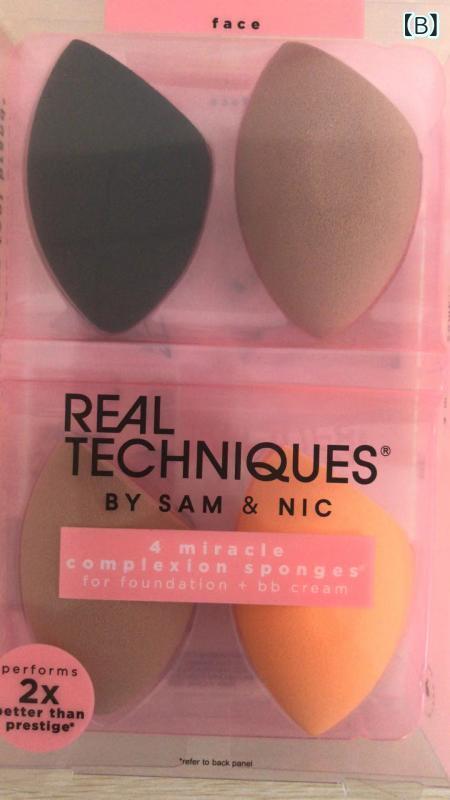 face
【B】
REAL
TECHNIQUES®
BY SAM & NIC
4 miracle
complexion sponges®
for foundation + bb cream
performs
2x
better than
prestige*
*refer to back panel